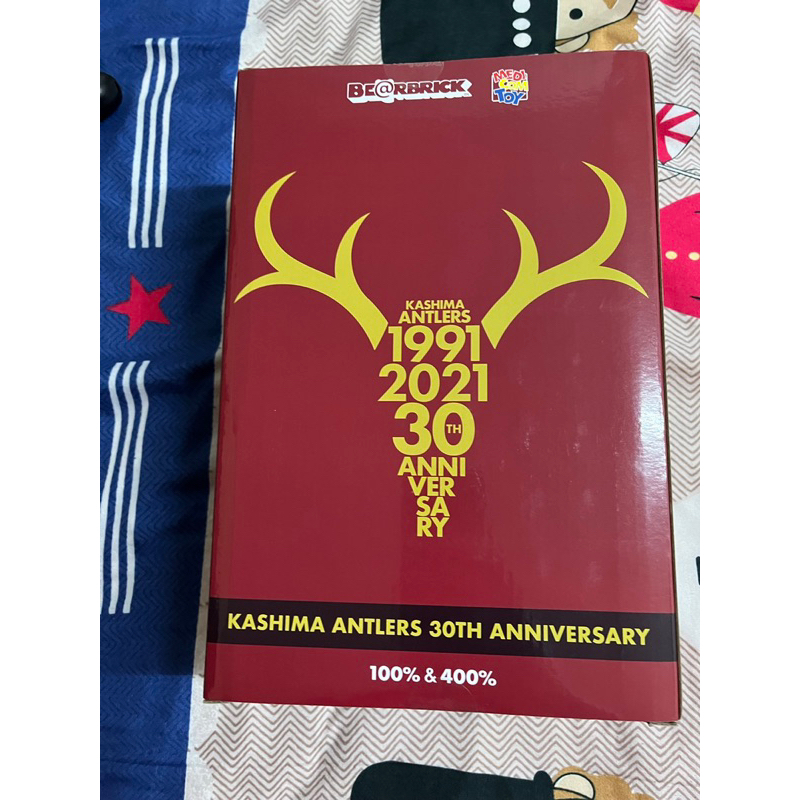 BE@RBRICK
MEDI
COM
TOY
KASHIMA
ANTLERS
1991
2021
30TH
ANNI
VER
SA
RY
KASHIMA ANTLERS 30TH ANNIVERSARY
100% & 400%